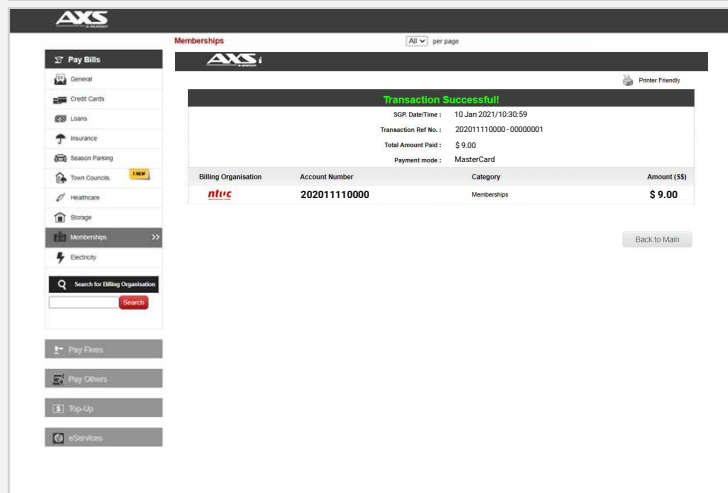 AXS
Memberships All per page
Pay Bills
AXS
General
Printer Friendly
Credit Cards
Transaction Successful!
Loans
SGP. Date/Time : 10 Jan 2021/10:30:59
Insurance
Transaction Ref No. : 202011110000-00000001
Season Parking
Total Amount Paid : $ 9.00
Town Councils 1 NEW
Payment mode : MasterCard
Healthcare
Billing Organisation Account Number Category Amount (S$)
Storage
ntuc 202011110000 Memberships $ 9.00
Memberships >>
Back to Main
Electricity
Search for Billing Organisation
Search
Pay Fines
Pay Others
$ Top-Up
eServices